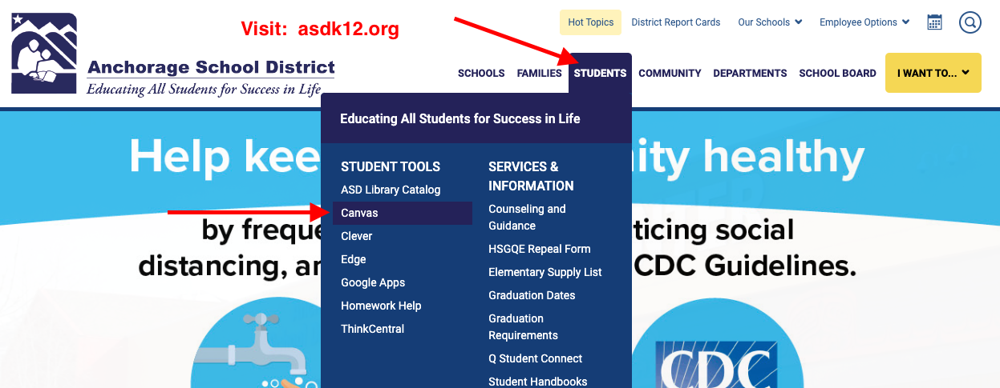 Visit: asdk12.org
Hot Topics
District Report Cards
Our Schools
Employee Options
Anchorage School District
Educating All Students for Success in Life
SCHOOLS
FAMILIES
STUDENTS
COMMUNITY
DEPARTMENTS
SCHOOL BOARD
I WANT TO...
Educating All Students for Success in Life
STUDENT TOOLS
ASD Library Catalog
Canvas
Clever
Edge
Google Apps
Homework Help
ThinkCentral
SERVICES &
INFORMATION
Counseling and
Guidance
HSGQE Repeal Form
Elementary Supply List
Graduation Dates
Graduation
Requirements
Q Student Connect
Student Handbooks
Help kee
ity healthy
by freque
ticing social
distancing, an
CDC Guidelines.
CDC